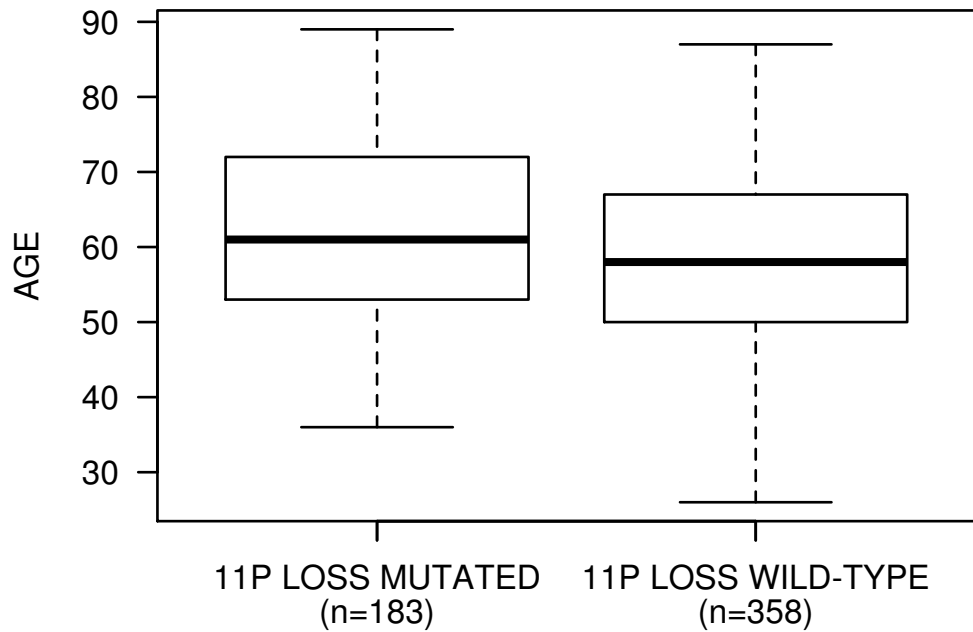 90
80
70
60
50
40
30
AGE
11P LOSS MUTATED
(n=183)
11P LOSS WILD-TYPE
(n=358)